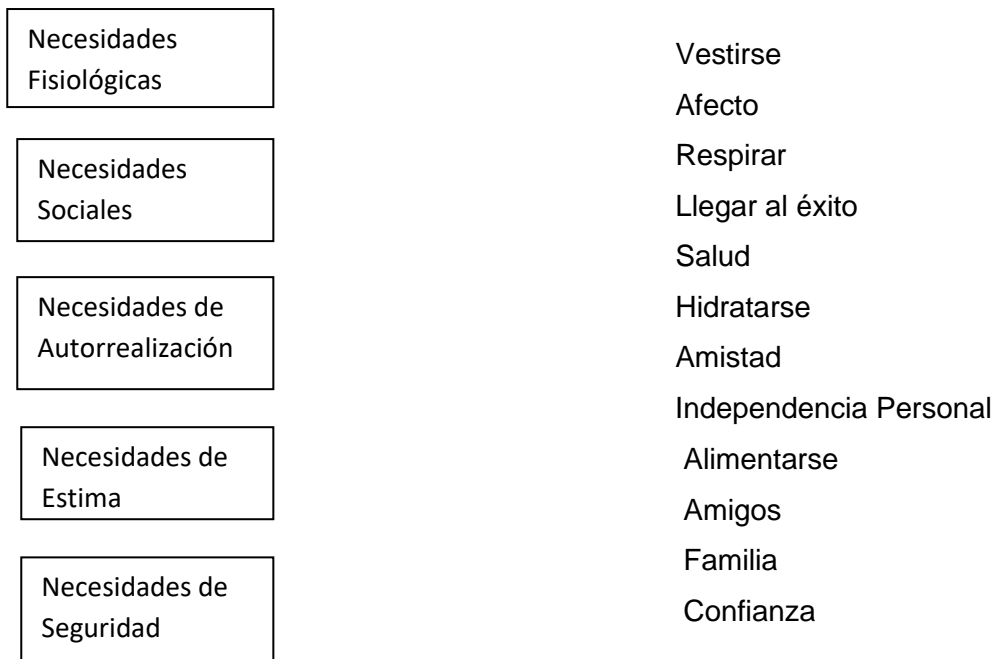 Necesidades
Fisiológicas
Necesidades
Sociales
Necesidades de
Autorrealización
Necesidades de
Estima
Necesidades de
Seguridad
Vestirse
Afecto
Respirar
Llegar al éxito
Salud
Hidratarse
Amistad
Independencia Personal
Alimentarse
Amigos
Familia
Confianza